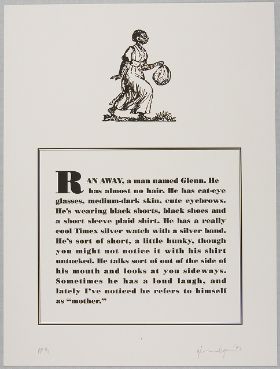 RAN AWAY, a man named Glenn. He
has almost no hair. He has cat-eye
glasses, medium-dark skin, cute eyebrows.
He's wearing black shorts, black shoes and
a short sleeve plaid shirt. He has a really
cool Timex silver watch with a silver band.
He's sort of short, a little hunky, though
you might not notice it with his shirt
untucked. He talks sort of out of the side of
his mouth and looks at you sideways.
Sometimes he has a loud laugh, and
lately I've noticed he refers to himself
as "mother."